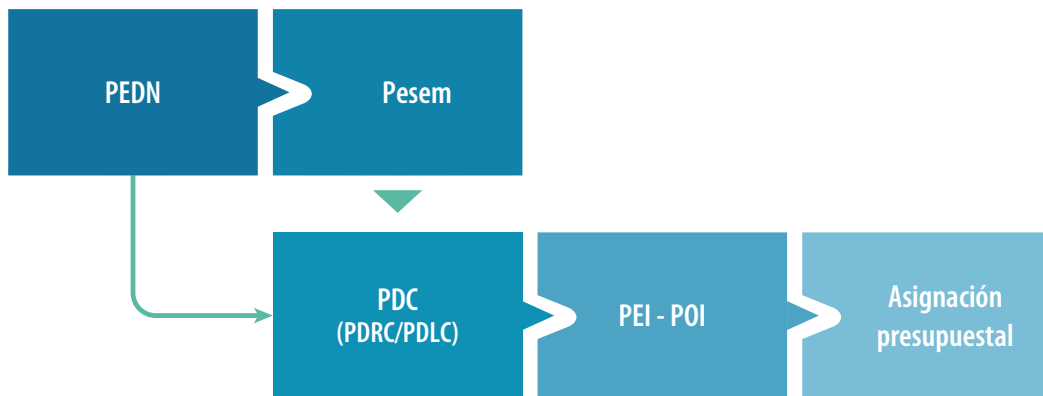 PEDN
Pesem
PDC
(PDRC/PDLC)
PEI - POI
Asignación
presupuestal